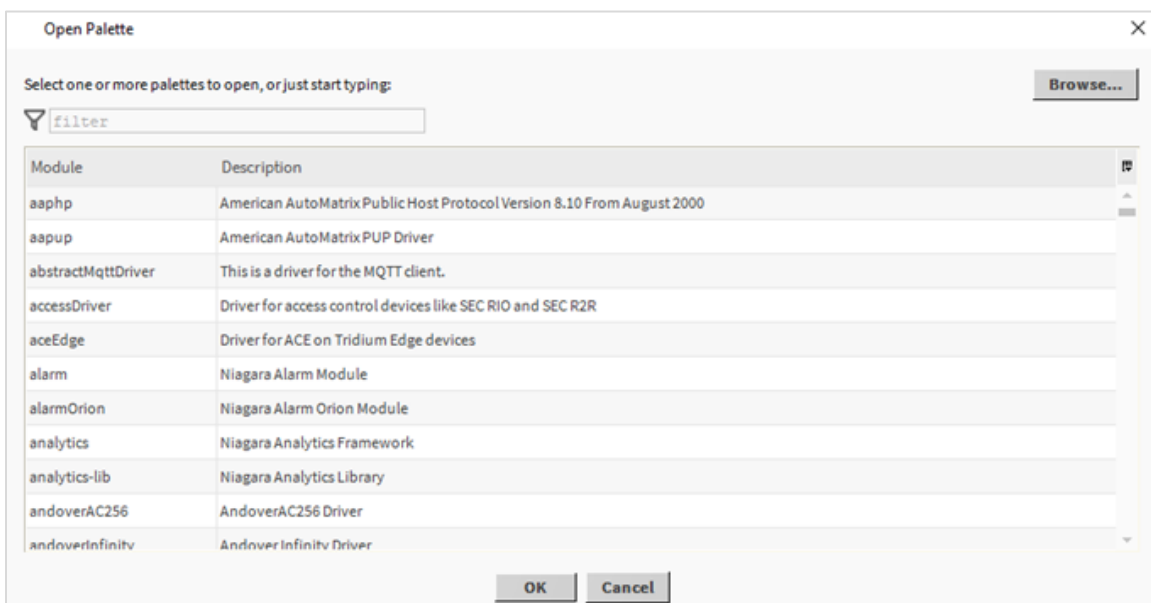 Open Palette
Select one or more palettes to open, or just start typing:
Browse...
filter
Module Description
aaphp American AutoMatrix Public Host Protocol Version 8.10 From August 2000
aapup American AutoMatrix PUP Driver
abstractMqttDriver This is a driver for the MQTT client.
accessDriver Driver for access control devices like SEC RIO and SEC R2R
aceEdge Driver for ACE on Tridium Edge devices
alarm Niagara Alarm Module
alarmOrion Niagara Alarm Orion Module
analytics Niagara Analytics Framework
analytics-lib Niagara Analytics Library
andoverAC256 AndoverAC256 Driver
andoverInfinity Andover Infinity Driver
OK Cancel